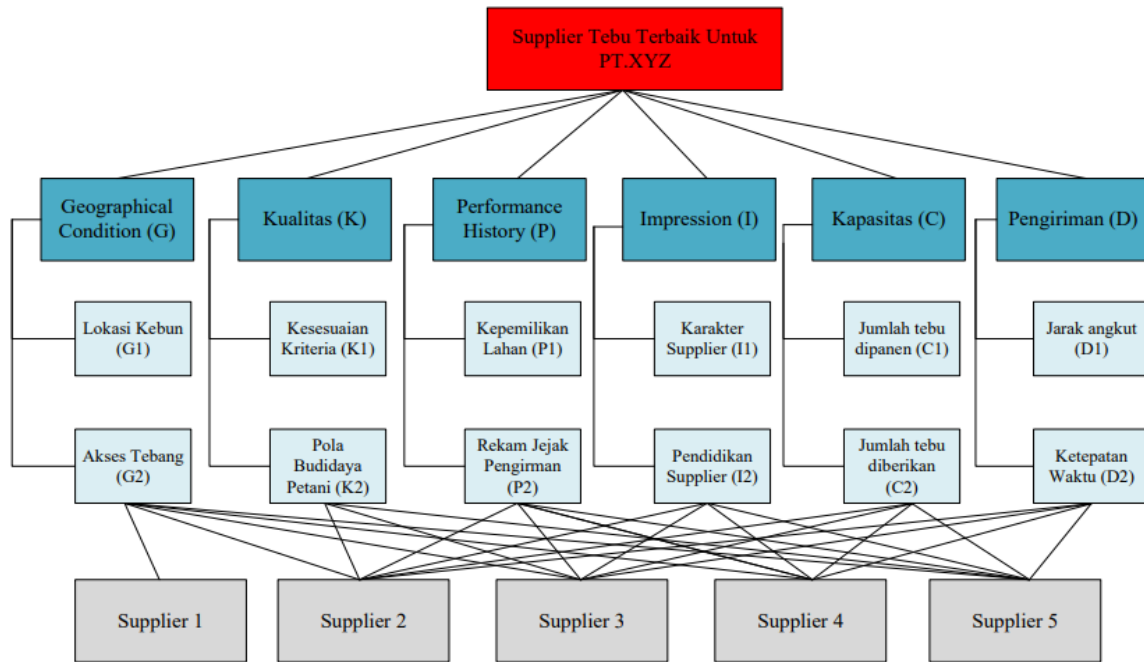 Supplier Tebu Terbaik Untuk
PT.XYZ
Geographical
Condition (G)
Kualitas (K)
Performance
History (P)
Impression (I)
Kapasitas (C)
Pengiriman (D)
Lokasi Kebun
(G1)
Kesesuaian
Kriteria (K1)
Kepemilikan
Lahan (P1)
Karakter
Supplier (I1)
Jumlah tebu
dipanen (C1)
Jarak angkut
(D1)
Akses Tebang
(G2)
Pola
Budidaya
Petani (K2)
Rekam Jejak
Pengirman
(P2)
Pendidikan
Supplier (I2)
Jumlah tebu
diberikan
(C2)
Ketepatan
Waktu (D2)
Supplier 1
Supplier 2
Supplier 3
Supplier 4
Supplier 5